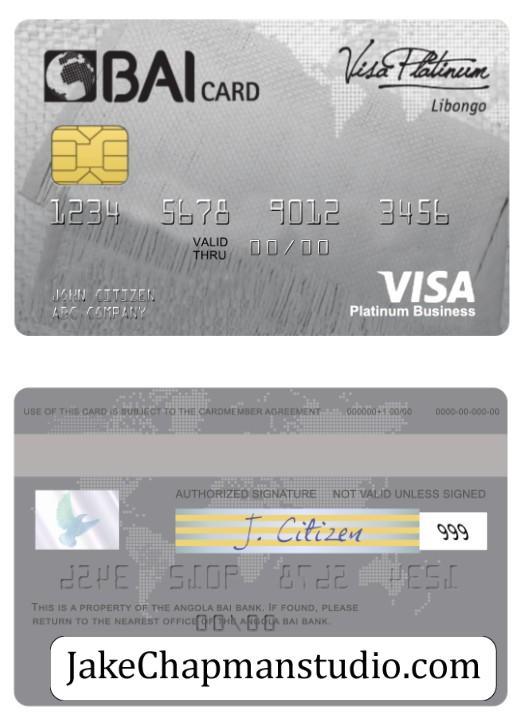 BAI CARD
Visa Platinum
Libongo
1234 5678 9012 3456
VALID THRU 00/00
JOHN CITIZEN
ABC COMPANY
VISA
Platinum Business
USE OF THIS CARD IS SUBJECT TO THE CARDMEMBER AGREEMENT 000000+1 00/00 0000-00-000-00
AUTHORIZED SIGNATURE NOT VALID UNLESS SIGNED
J. Citizen
999
THIS IS A PROPERTY OF THE ANGOLA BAI BANK. IF FOUND, PLEASE
RETURN TO THE NEAREST OFFICE OF THE ANGOLA BAI BANK.
JakeChapmanstudio.com